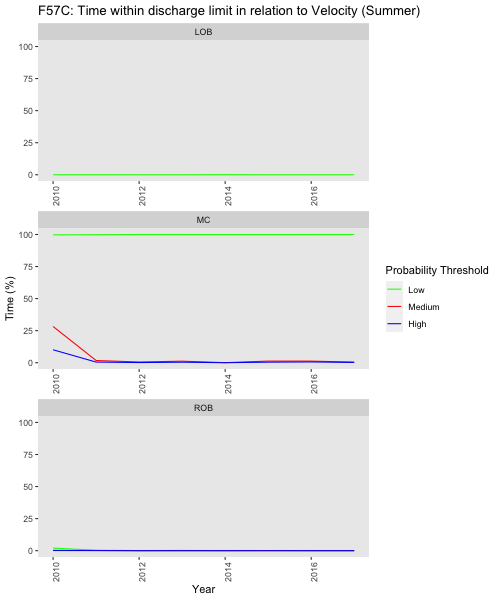 F57C: Time within discharge limit in relation to Velocity (Summer)
LOB
100
75
50
25
0
2010
2012
2014
2016
MC
100
75
50
25
0
2010
2012
2014
2016
ROB
100
75
50
25
0
2010
2012
2014
2016
Time (%)
Year
Probability Threshold
Low
Medium
High